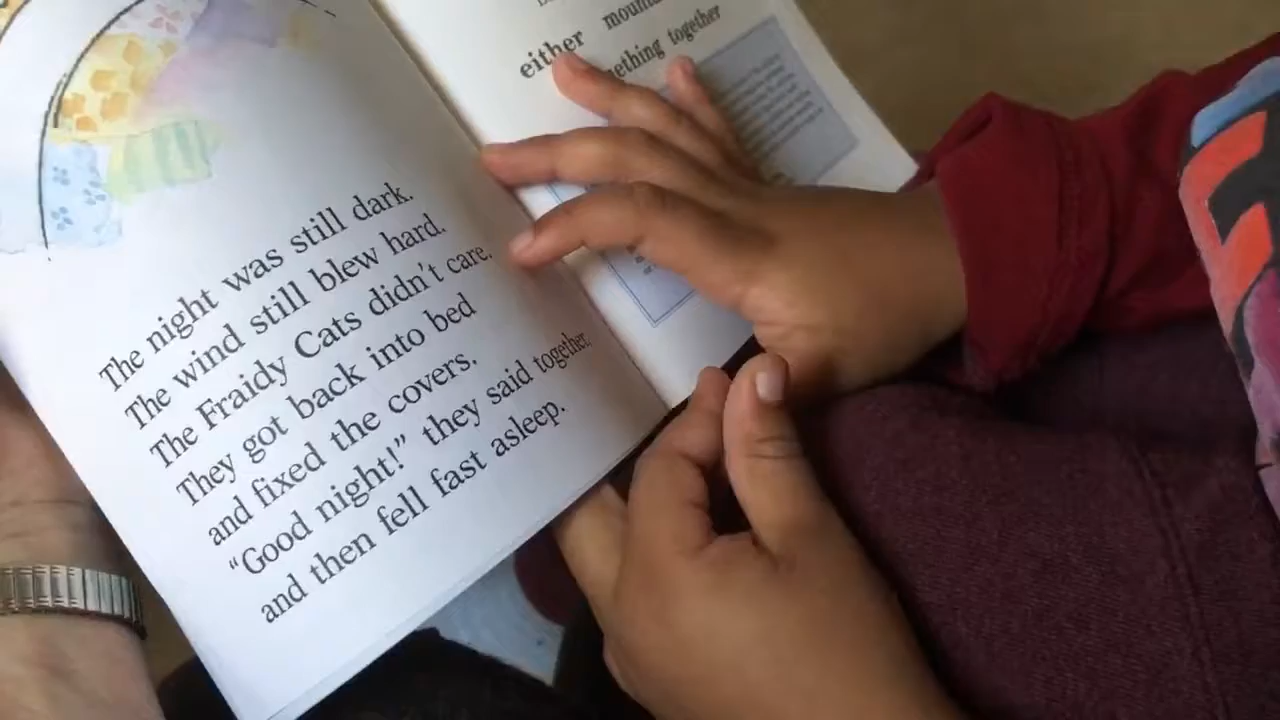 The night was still dark.
The wind still blew hard.
The Fraidy Cats didn't care.
They got back into bed
and fixed the covers.
“Good night!” they said together,
and then fell fast asleep.
either
together